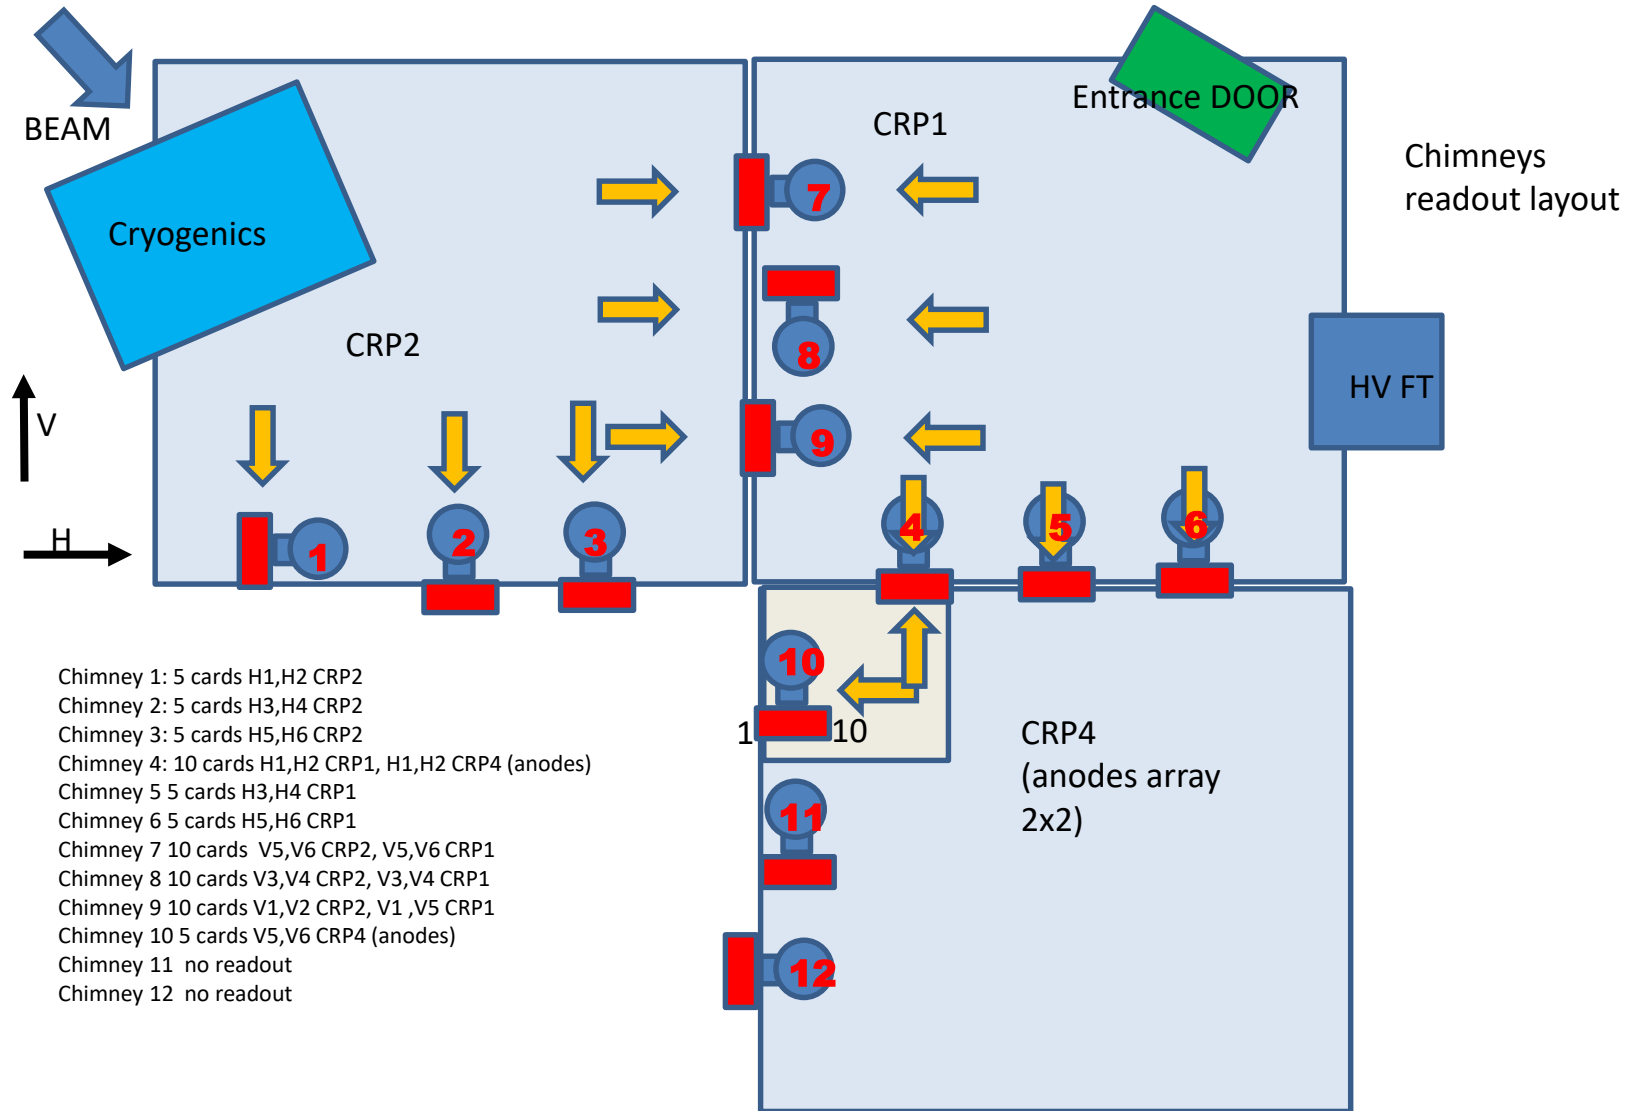 BEAM
Entrance DOOR
CRP1
Chimneys
readout layout
7
Cryogenics
CRP2
8
HV FT
V
9
H
1
2
3
4
5
6
10
1
10
Chimney 1: 5 cards H1,H2 CRP2
Chimney 2: 5 cards H3,H4 CRP2
Chimney 3: 5 cards H5,H6 CRP2
Chimney 4: 10 cards H1,H2 CRP1, H1,H2 CRP4 (anodes)
Chimney 5 5 cards H3,H4 CRP1
Chimney 6 5 cards H5,H6 CRP1
Chimney 7 10 cards  V5,V6 CRP2, V5,V6 CRP1
Chimney 8 10 cards V3,V4 CRP2, V3,V4 CRP1
Chimney 9 10 cards V1,V2 CRP2, V1 ,V5 CRP1
Chimney 10 5 cards V5,V6 CRP4 (anodes)
Chimney 11  no readout
Chimney 12  no readout
CRP4
(anodes array
2x2)
11
12